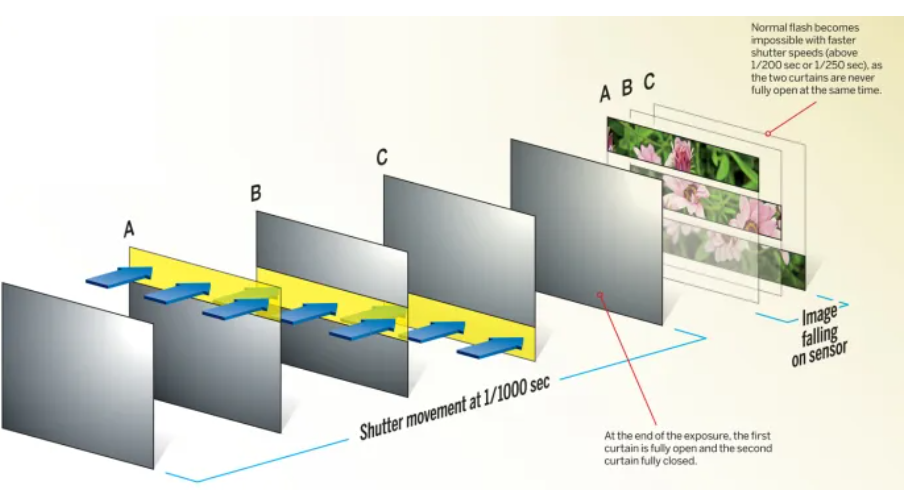 Normal flash becomes
impossible with faster
shutter speeds (above
1/200 sec or 1/250 sec), as
the two curtains are never
fully open at the same time.
A B C
C
B
A
Image
falling
on sensor
Shutter movement at 1/1000 sec
At the end of the exposure, the first
curtain is fully open and the second
curtain fully closed.